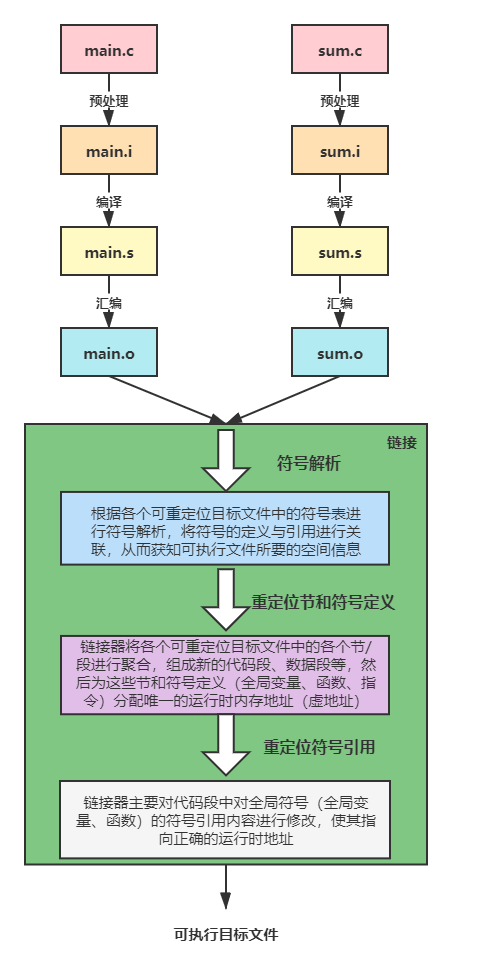 main.c
sum.c
预处理
预处理
main.i
sum.i
编译
编译
main.s
sum.s
汇编
汇编
main.o
sum.o
链接
符号解析
根据各个可重定位目标文件中的符号表进
行符号解析，将符号的定义与引用进行关
联，从而获知可执行文件所要的空间信息
重定位节和符号定义
链接器将各个可重定位目标文件中的各个节/
段进行聚合，组成新的代码段、数据段等，然
后为这些节和符号定义（全局变量、函数、指
令）分配唯一的运行时内存地址（虚地址）
重定位符号引用
链接器主要对代码段中对全局符号（全局变
量、函数）的符号引用内容进行修改，使其指
向正确的运行时地址
可执行目标文件